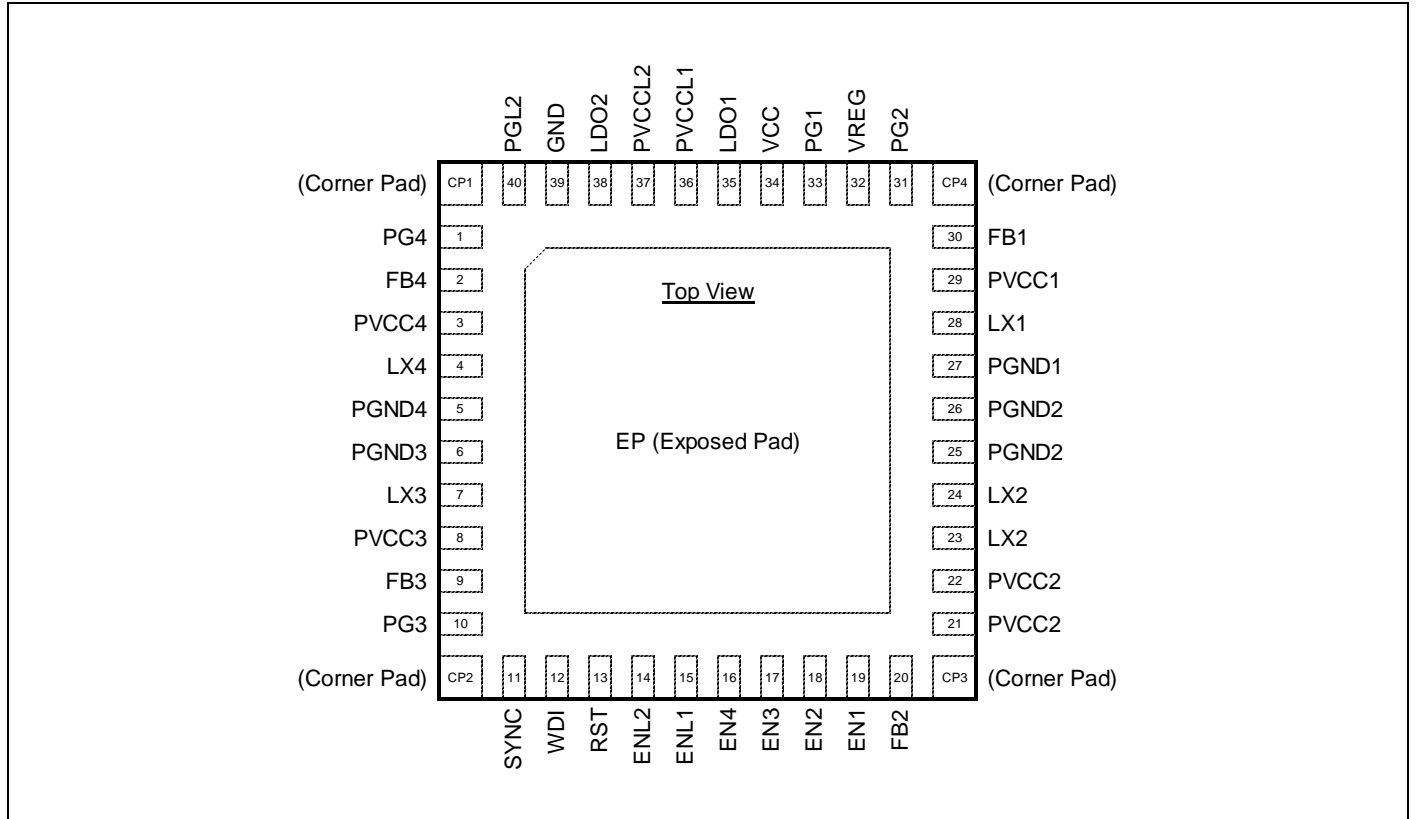 PGL2
GND
LDO2
PVCCL2
PVCCL1
LDO1
VCC
PG1
VREG
PG2
(Corner Pad) CP1 40 39 38 37 36 35 34 33 32 31 CP4 (Corner Pad)
PG4 1 30 FB1
FB4 2 29 PVCC1
Top View
PVCC4 3 28 LX1
LX4 4 27 PGND1
PGND4 5 26 PGND2
EP (Exposed Pad)
PGND3 6 25 PGND2
LX3 7 24 LX2
PVCC3 8 23 LX2
FB3 9 22 PVCC2
PG3 10 21 PVCC2
(Corner Pad) CP2 11 12 13 14 15 16 17 18 19 20 CP3 (Corner Pad)
SYNC
WDI
RST
ENL2
ENL1
EN4
EN3
EN2
EN1
FB2